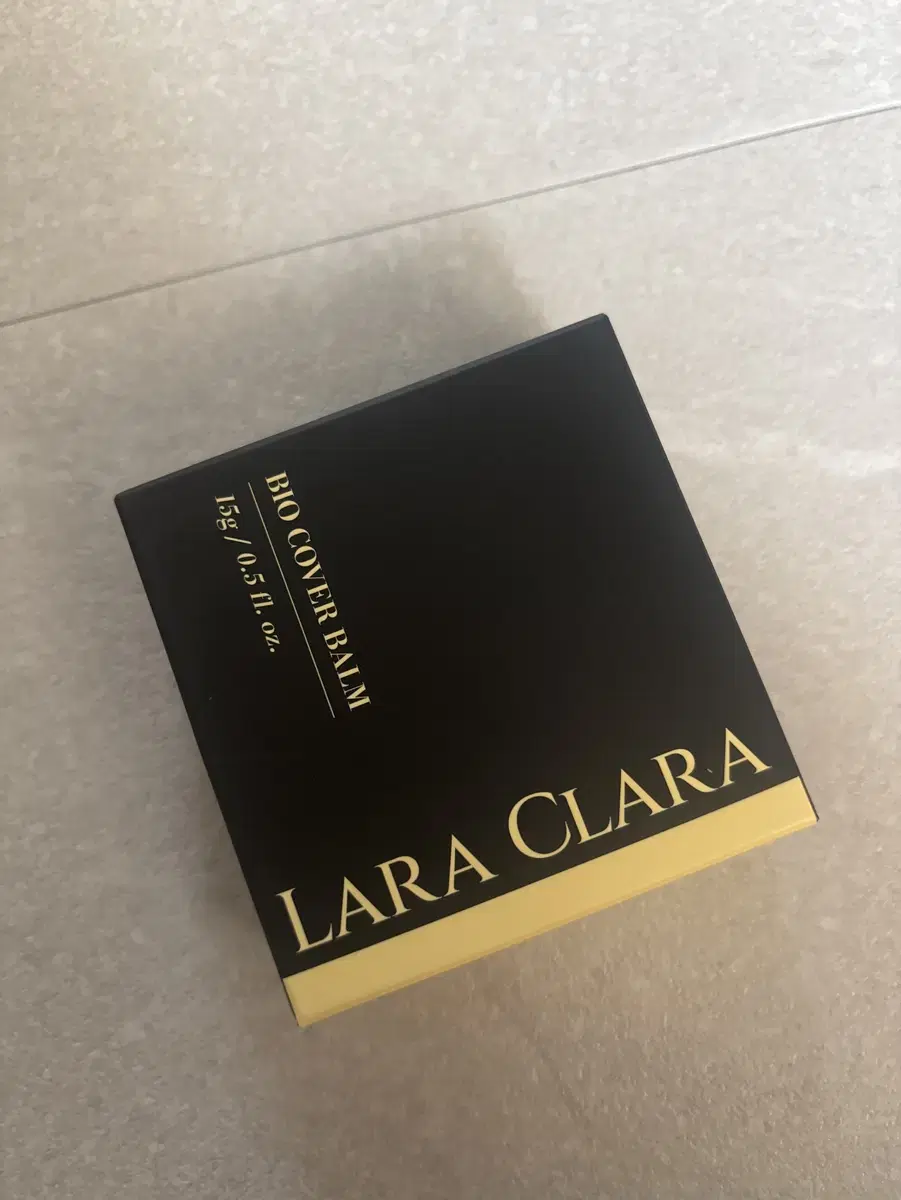 BIO COVER BALM
15g / 0.5 fl. oz.
LARA CLARA